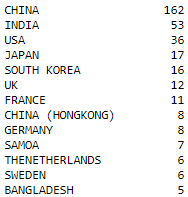 CHINA 162
INDIA 53
USA 36
JAPAN 17
SOUTH KOREA 16
UK 12
FRANCE 11
CHINA (HONGKONG) 8
GERMANY 8
SAMOA 7
THENETHERLANDS 6
SWEDEN 6
BANGLADESH 5